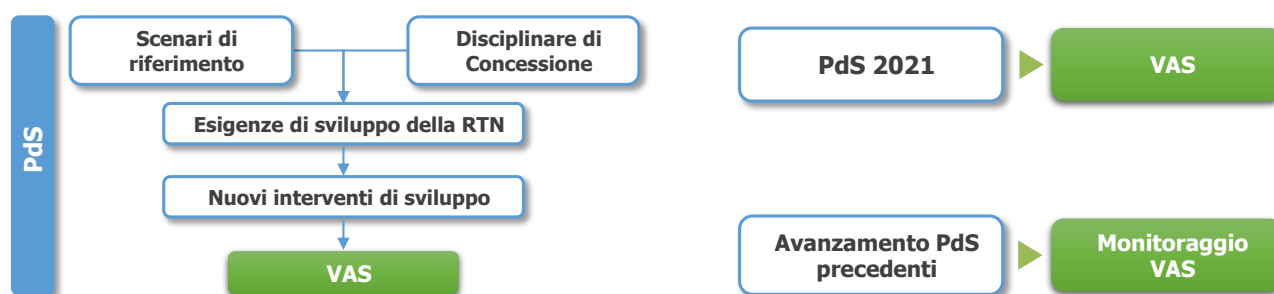 PdS
Scenari di
riferimento
Disciplinare di
Concessione
Esigenze di sviluppo della RTN
Nuovi interventi di sviluppo
VAS
PdS 2021
VAS
Avanzamento PdS
precedenti
Monitoraggio
VAS